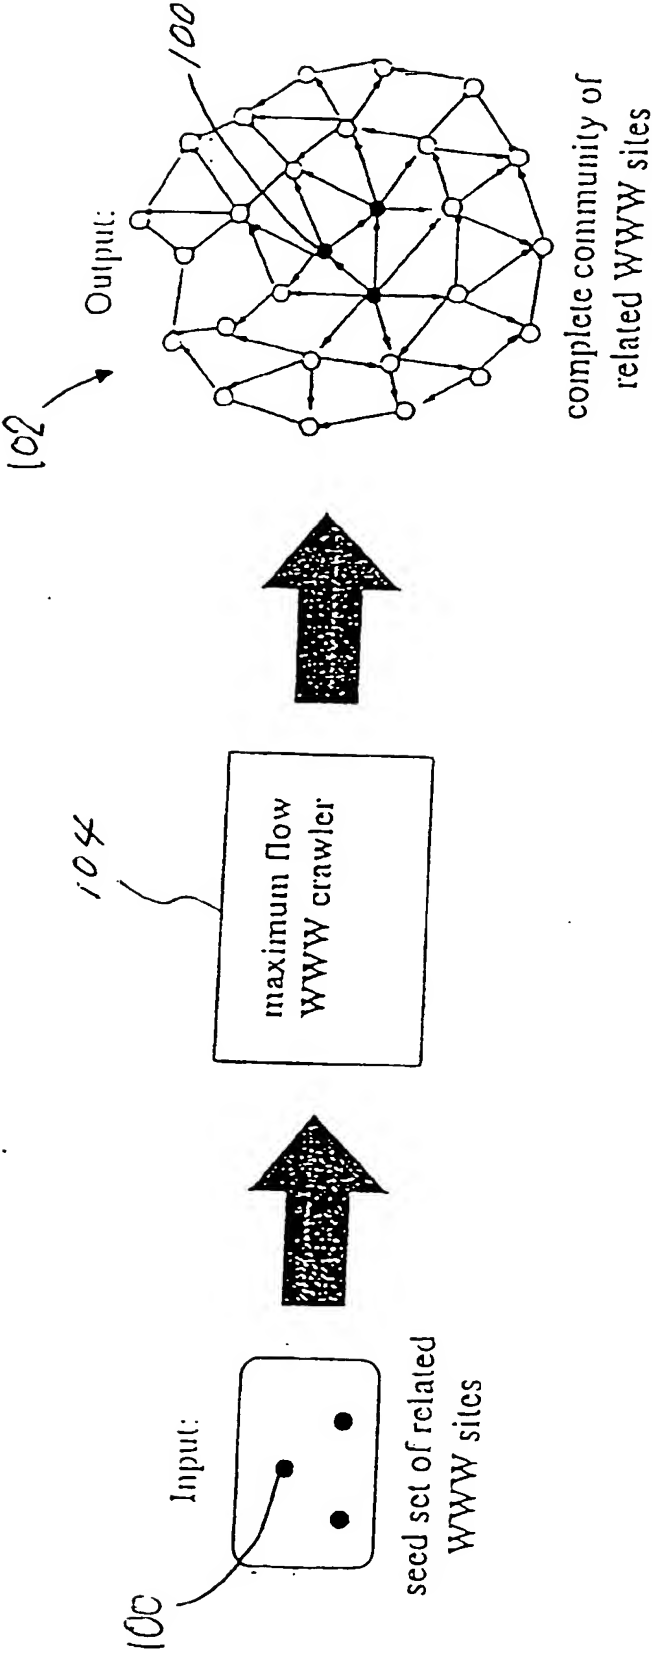 Input:
100
seed set of related
WWW sites
104
maximum flow
WWW crawler
102
Output:
100
complete community of
related WWW sites